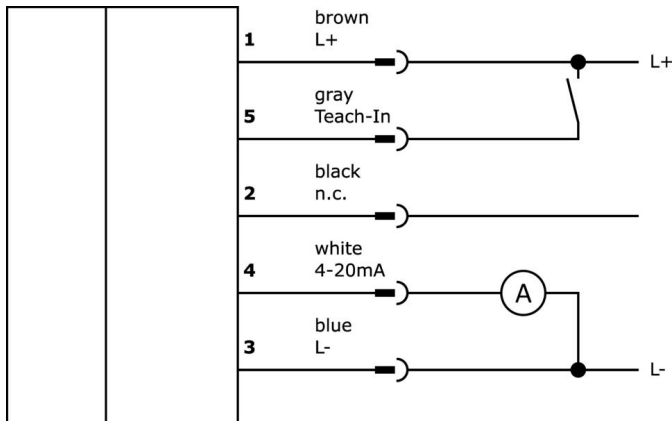 brown
1 L+ L+
gray
5 Teach-In
black
2 n.c.
white
4 4-20mA A
blue
3 L- L-